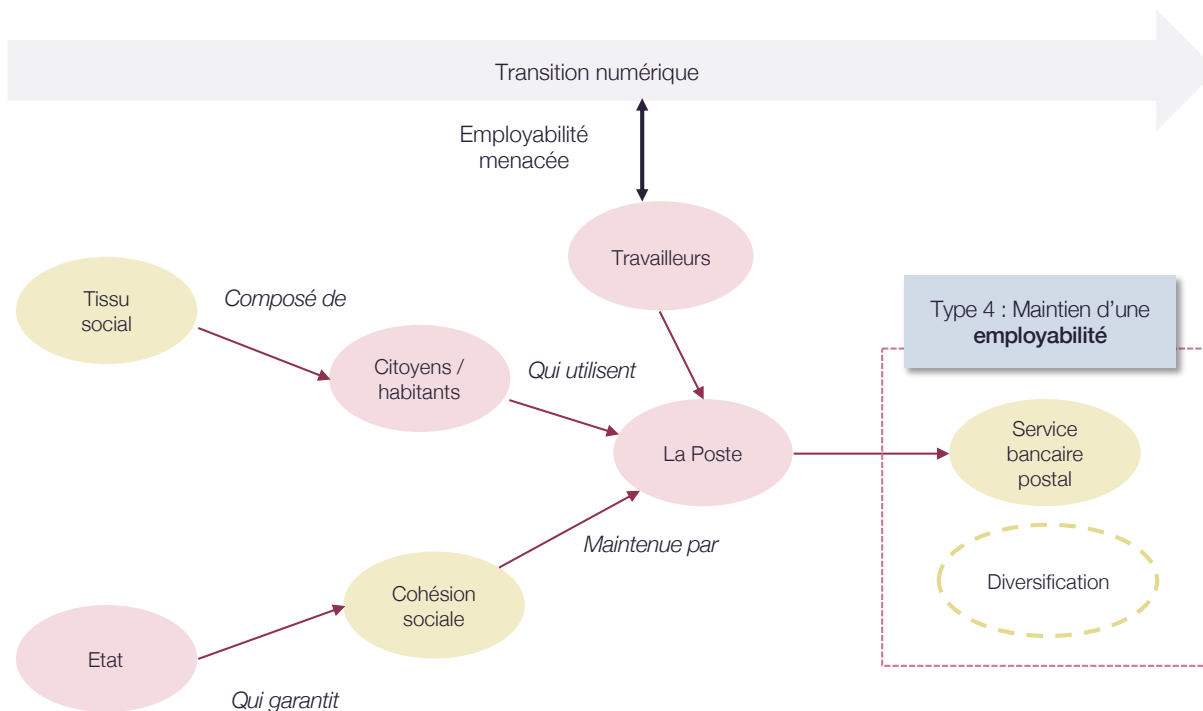 Transition numérique
Employabilité
menacée
Travailleurs
Tissu
social
Composé de
Type 4 : Maintien d’une
employabilité
Citoyens /
habitants
Qui utilisent
La Poste
Service
bancaire
postal
Maintenue par
Cohésion
sociale
Diversification
Etat
Qui garantit